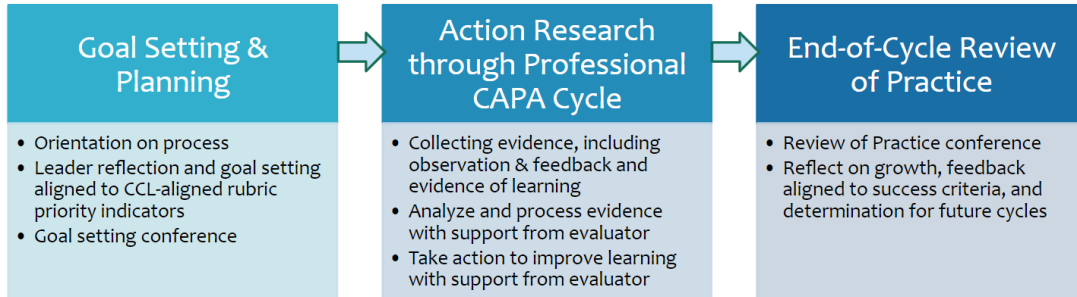 Goal Setting &
Planning
• Orientation on process
• Leader reflection and goal setting
aligned to CCL-aligned rubric
priority indicators
• Goal setting conference
Action Research
through Professional
CAPA Cycle
• Collecting evidence, including
observation & feedback and
evidence of learning
• Analyze and process evidence
with support from evaluator
• Take action to improve learning
with support from evaluator
End-of-Cycle Review
of Practice
• Review of Practice conference
• Reflect on growth, feedback
aligned to success criteria, and
determination for future cycles